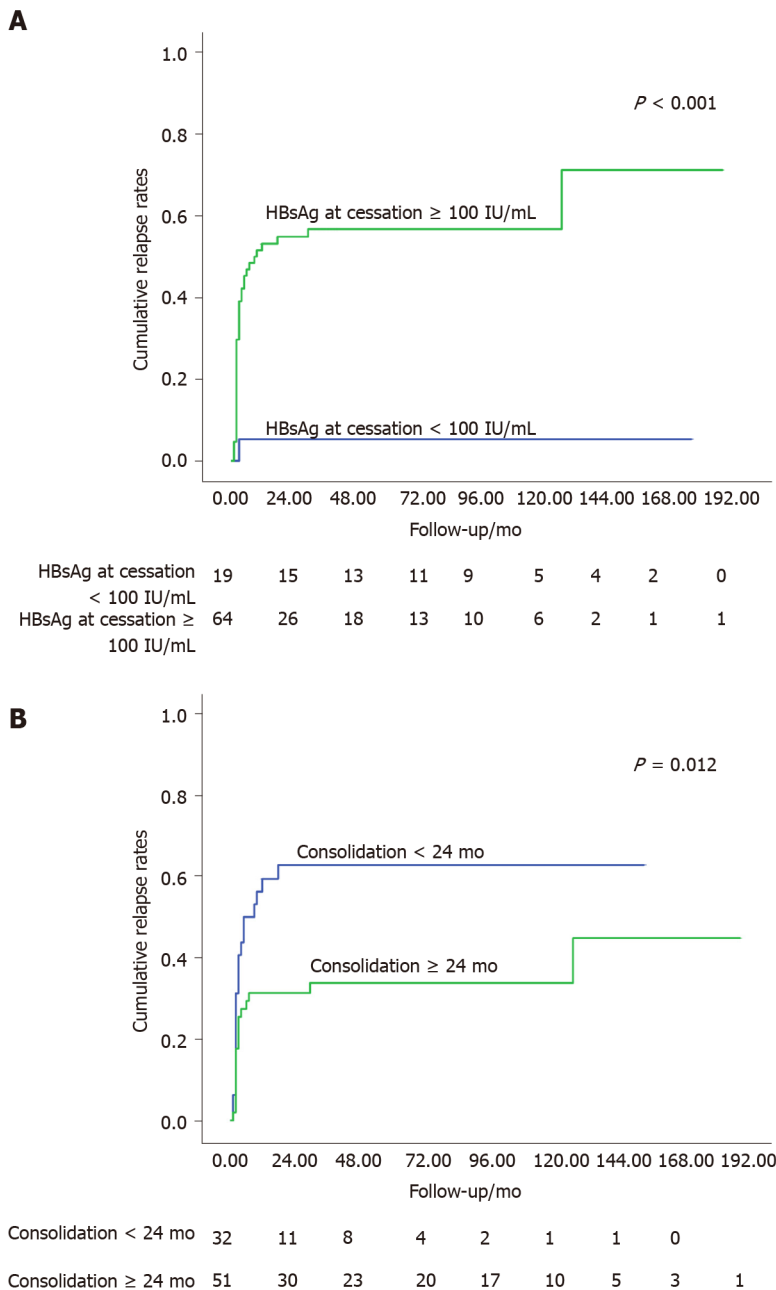 A
1.0
P < 0.001
0.8
HBsAg at cessation ≥ 100 IU/mL
0.6
Cumulative relapse rates
0.4
0.2
HBsAg at cessation < 100 IU/mL
0.0
0.00 24.00 48.00 72.00 96.00 120.00 144.00 168.00 192.00
Follow-up/mo
HBsAg at cessation
< 100 IU/mL
19 15 13 11 9 5 4 2 0
HBsAg at cessation ≥
100 IU/mL
64 26 18 13 10 6 2 1 1
B
1.0
P = 0.012
0.8
Consolidation < 24 mo
0.6
Cumulative relapse rates
0.4
Consolidation ≥ 24 mo
0.2
0.0
0.00 24.00 48.00 72.00 96.00 120.00 144.00 168.00 192.00
Follow-up/mo
Consolidation < 24 mo 32 11 8 4 2 1 1 0
Consolidation ≥ 24 mo 51 30 23 20 17 10 5 3 1